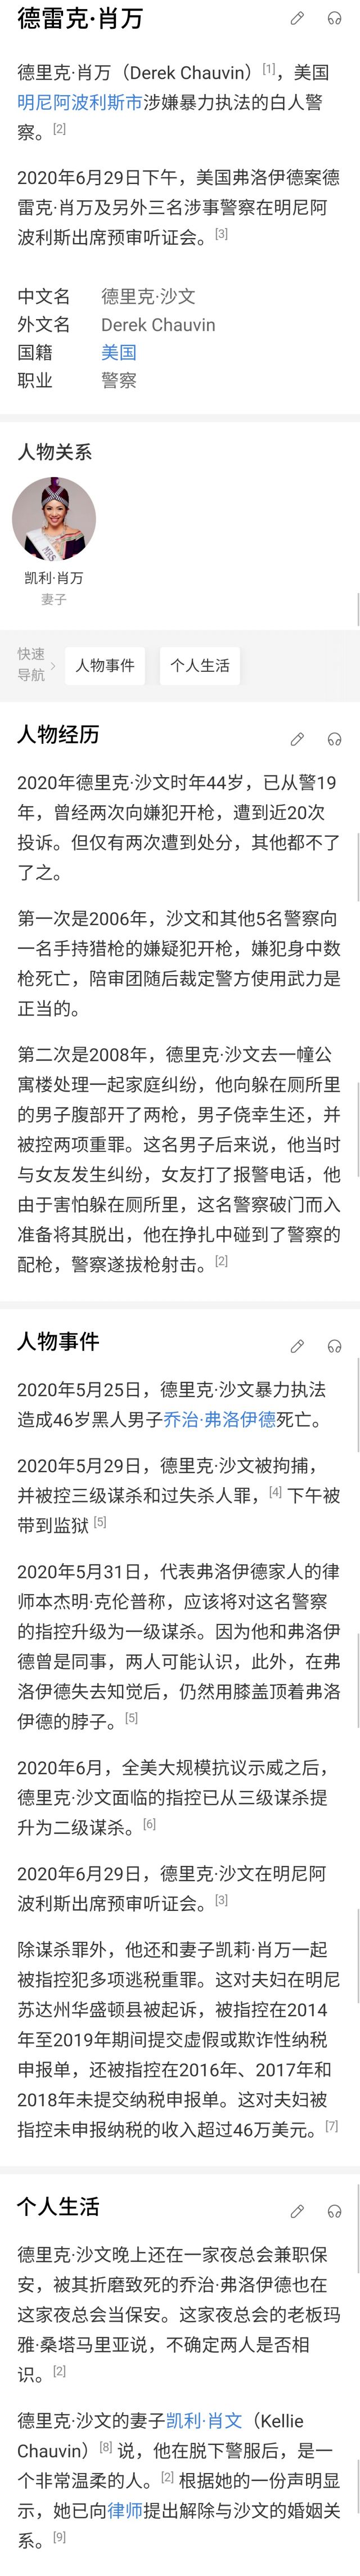 德雷克·肖万
德里克·肖万（Derek Chauvin）[1]，美国
明尼阿波利斯市涉嫌暴力执法的白人警
察。[2]
2020年6月29日下午，美国弗洛伊德案德
雷克·肖万及另外三名涉事警察在明尼阿
波利斯出席预审听证会。[3]
中文名 德里克·沙文
外文名 Derek Chauvin
国籍 美国
职业 警察
人物关系
MRS
凯利·肖万
妻子
快速
导航
人物事件
个人生活
人物经历
2020年德里克·沙文时年44岁，已从警19
年，曾经两次向嫌犯开枪，遭到近20次
投诉。但仅有两次遭到处分，其他都不了
了之。
第一次是2006年，沙文和其他5名警察向
一名手持猎枪的嫌疑犯开枪，嫌犯身中数
枪死亡，陪审团随后裁定警方使用武力是
正当的。
第二次是2008年，德里克·沙文去一幢公
寓楼处理一起家庭纠纷，他向躲在厕所里
的男子腹部开了两枪，男子侥幸生还，并
被控两项重罪。这名男子后来说，他当时
与女友发生纠纷，女友打了报警电话，他
由于害怕躲在厕所里，这名警察破门而入
准备将其脱出，他在挣扎中碰到了警察的
配枪，警察遂拔枪射击。[2]
人物事件
2020年5月25日，德里克·沙文暴力执法
造成46岁黑人男子乔治·弗洛伊德死亡。
2020年5月29日，德里克·沙文被拘捕，
并被控三级谋杀和过失杀人罪，[4] 下午被
带到监狱 [5]
2020年5月31日，代表弗洛伊德家人的律
师本杰明·克伦普称，应该将对这名警察
的指控升级为一级谋杀。因为他和弗洛伊
德曾是同事，两人可能认识，此外，在弗
洛伊德失去知觉后，仍然用膝盖顶着弗洛
伊德的脖子。[5]
2020年6月，全美大规模抗议示威之后，
德里克·沙文面临的指控已从三级谋杀提
升为二级谋杀。[6]
2020年6月29日，德里克·沙文在明尼阿
波利斯出席预审听证会。[3]
除谋杀罪外，他还和妻子凯莉·肖万一起
被指控犯多项逃税重罪。这对夫妇在明尼
苏达州华盛顿县被起诉，被指控在2014
年至2019年期间提交虚假或欺诈性纳税
申报单，还被指控在2016年、2017年和
2018年未提交纳税申报单。这对夫妇被
指控未申报纳税的收入超过46万美元。[7]
个人生活
德里克·沙文晚上还在一家夜总会兼职保
安，被其折磨致死的乔治·弗洛伊德也在
这家夜总会当保安。这家夜总会的老板玛
雅·桑塔马里亚说，不确定两人是否相
识。[2]
德里克·沙文的妻子凯利·肖文（Kellie
Chauvin）[8] 说，他在脱下警服后，是一
个非常温柔的人。[2] 根据她的一份声明显
示，她已向律师提出解除与沙文的婚姻关
系。[9]